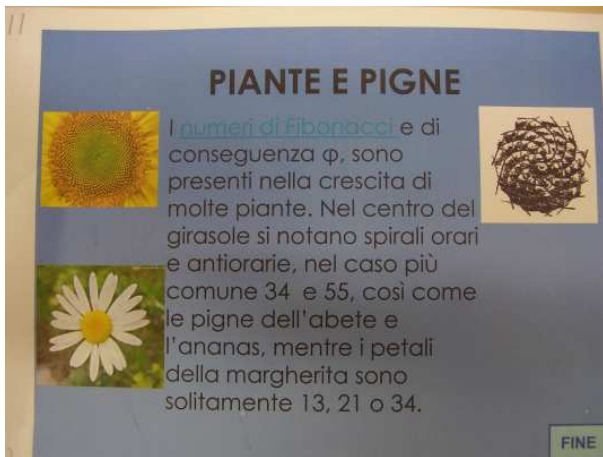 11
PIANTE E PIGNE
I numeri di Fibonacci e di
conseguenza φ, sono
presenti nella crescita di
molte piante. Nel centro del
girasole si notano spirali orari
e antiorarie, nel caso più
comune 34 e 55, così come
le pigne dell'abete e
l'ananas, mentre i petali
della margherita sono
solitamente 13, 21 o 34.
FINE